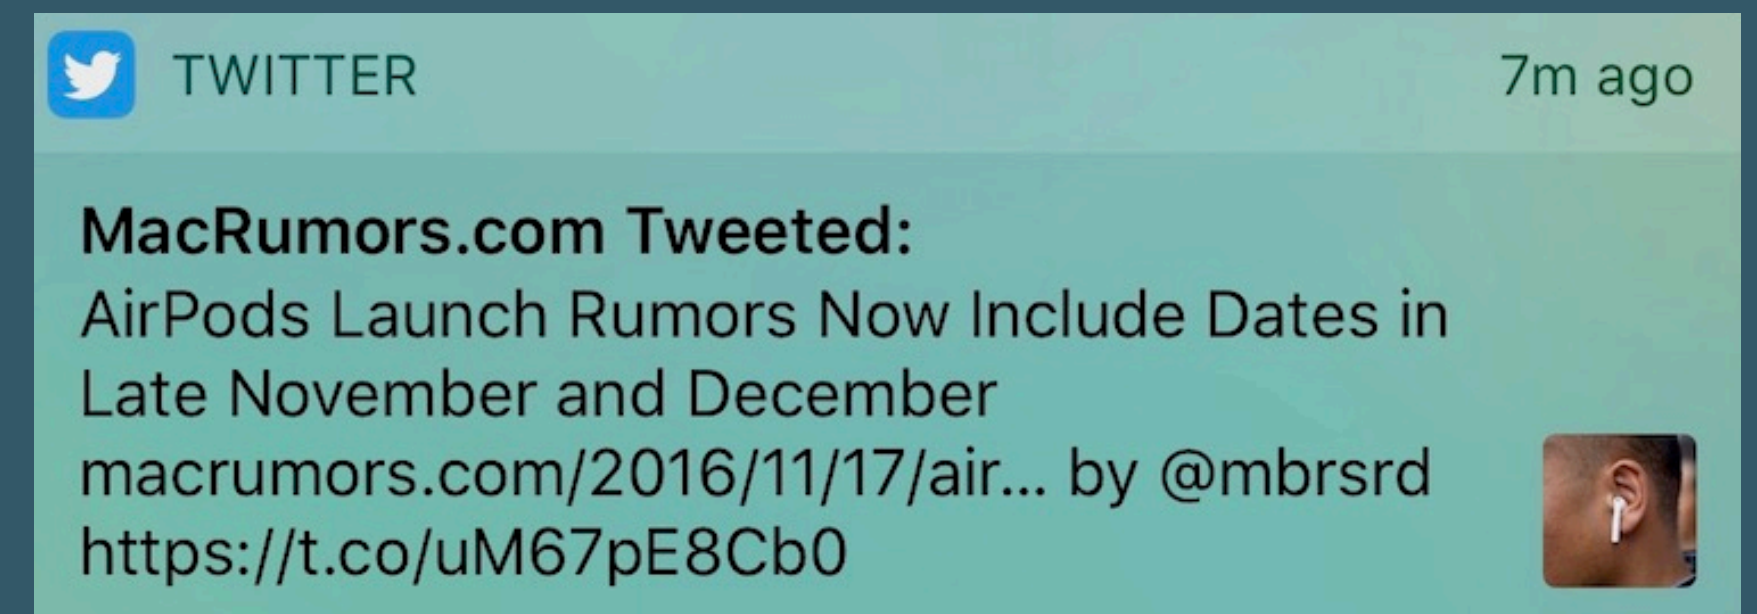 TWITTER 7m ago
MacRumors.com Tweeted:
AirPods Launch Rumors Now Include Dates in
Late November and December
macrumors.com/2016/11/17/air... by @mbrsrd
https://t.co/uM67pE8Cb0